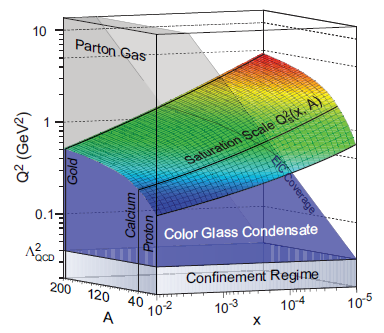 10
Parton Gas
1
Q² (GeV²)
Saturation Scale Q²ₛ(x, A)
Gold
Calcium
Proton
EIC Coverage
0.1
Color Glass Condensate
Λ²QCD
Confinement Regime
200
120
40
A
10⁻²
10⁻³
10⁻⁴
10⁻⁵
x